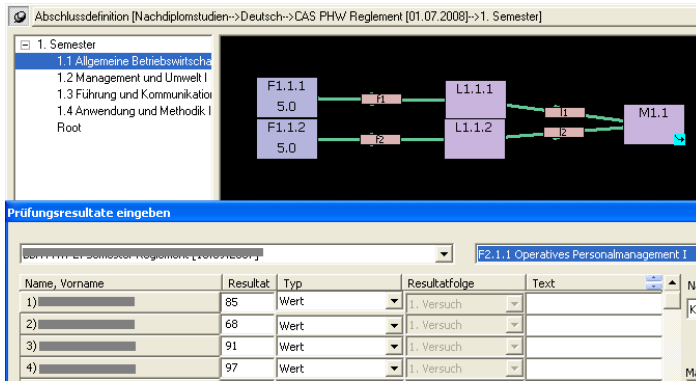 Abschlussdefinition [Nachdiplomstudien-->Deutsch-->CAS PHW Reglement [01.07.2008]-->1. Semester]
1. Semester
1.1 Allgemeine Betriebswirtscha
1.2 Management und Umwelt I
1.3 Führung und Kommunikation
1.4 Anwendung und Methodik I
Root
F1.1.1
5.0
f1
L1.1.1
F1.1.2
5.0
f2
L1.1.2
l1
l2
M1.1
Prüfungsresultate eingeben
F2.1.1 Operatives Personalmanagement I
Name, Vorname Resultat Typ Resultatfolge Text N
1) 85 Wert 1. Versuch K
2) 68 Wert 1. Versuch
3) 91 Wert 1. Versuch
4) 97 Wert 1. Versuch M